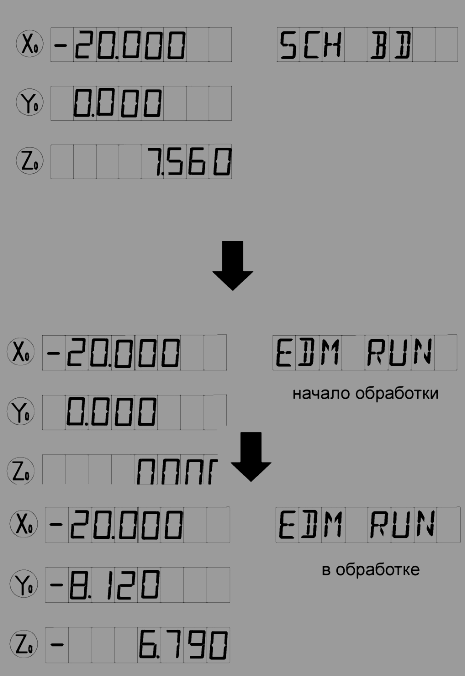 X₀ -20.000 SCH BD
Y₀ 0.000
Z₀ 7.560
X₀ -20.000 EDM RUN
начало обработки
Y₀ 0.000
Z₀
X₀ -20.000 EDM RUN
в обработке
Y₀ -8.120
Z₀ - 6.790